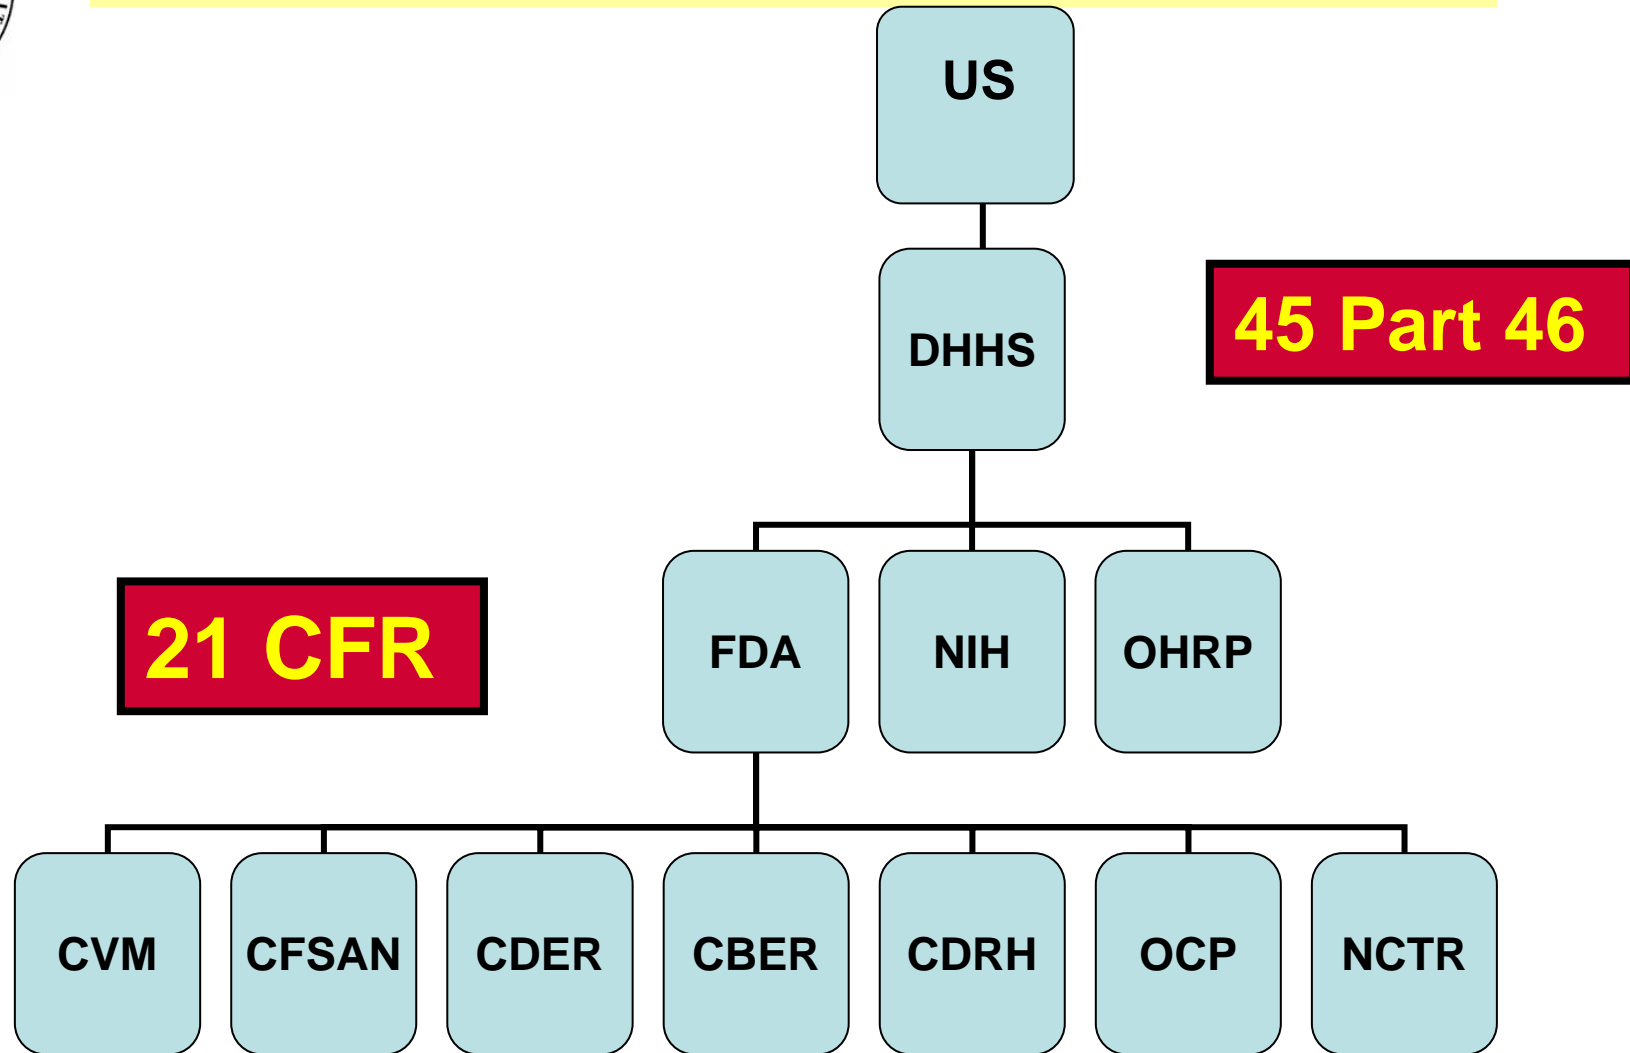 US
DHHS
45 Part 46
21 CFR
FDA
NIH
OHRP
CVM
CFSAN
CDER
CBER
CDRH
OCP
NCTR